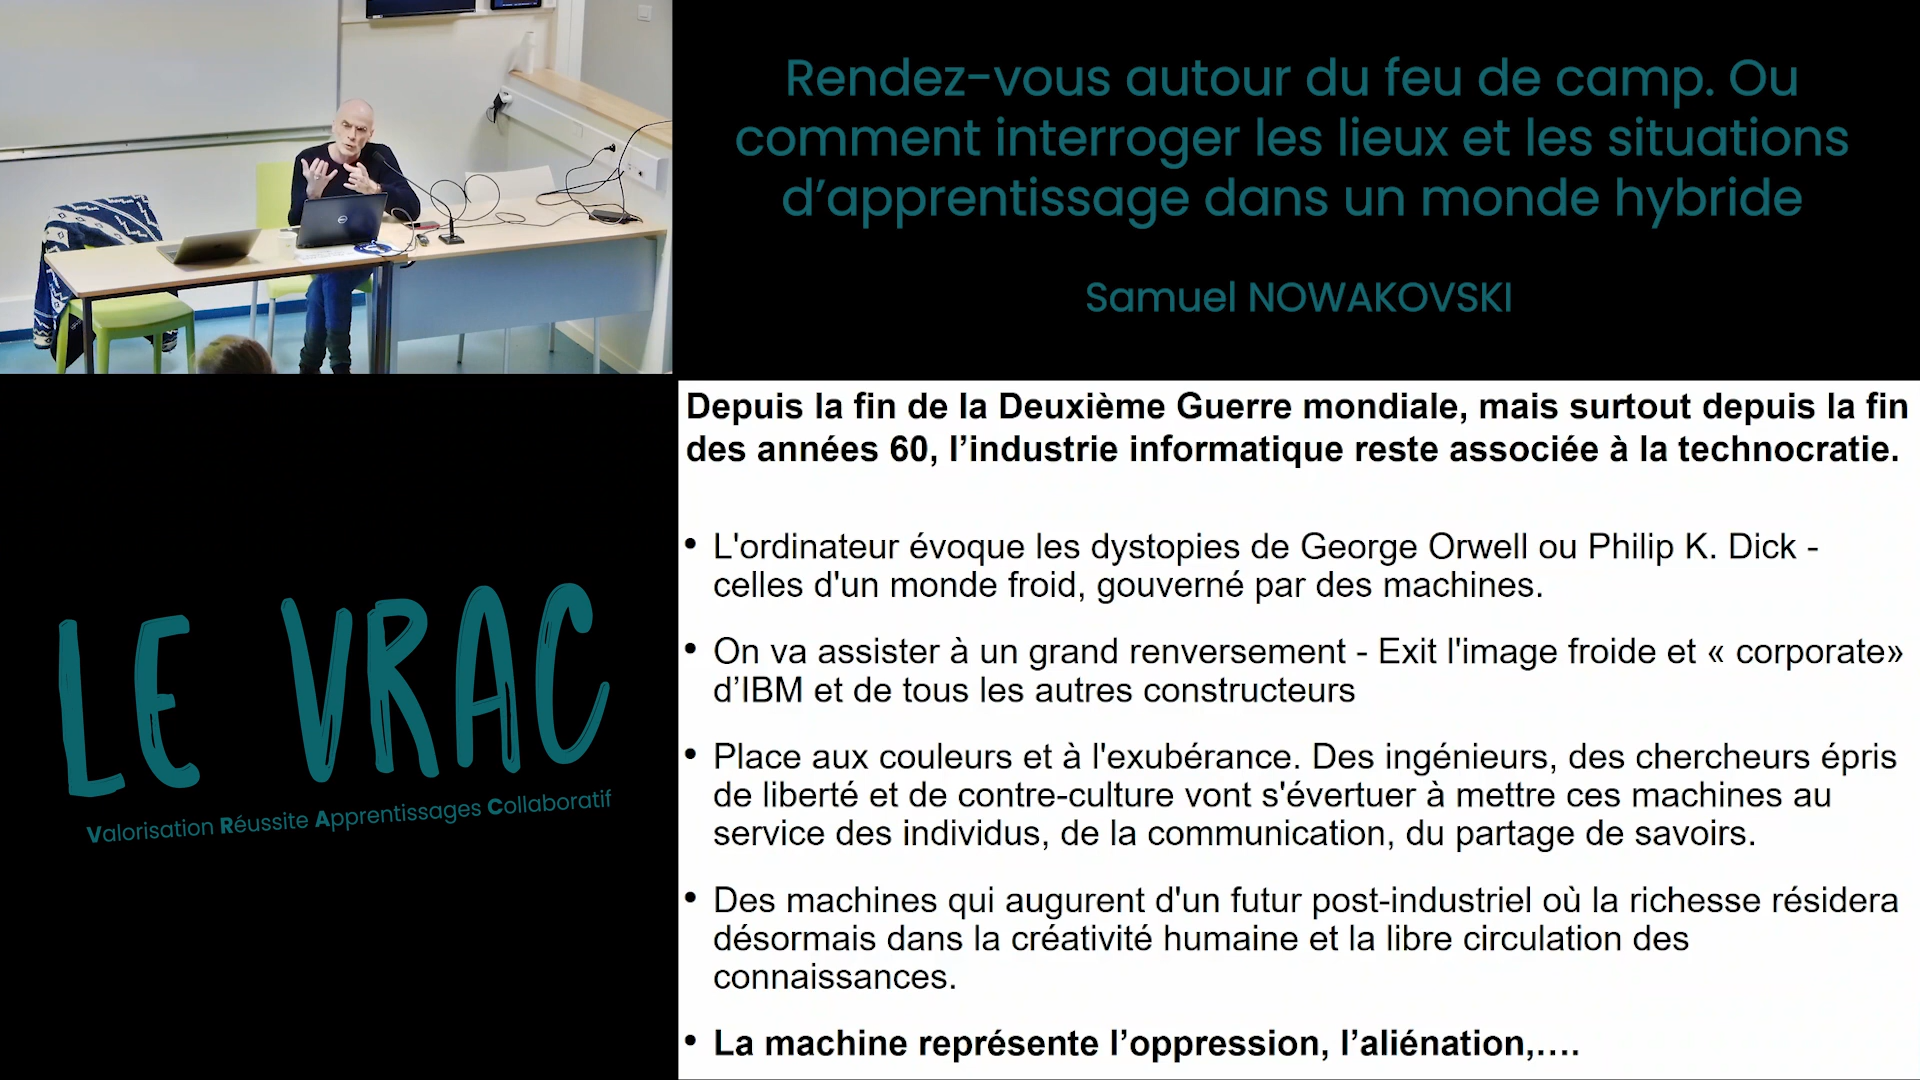 Rendez-vous autour du feu de camp. Ou
comment interroger les lieux et les situations
d’apprentissage dans un monde hybride
Samuel NOWAKOVSKI
Depuis la fin de la Deuxième Guerre mondiale, mais surtout depuis la fin
des années 60, l’industrie informatique reste associée à la technocratie.
• L'ordinateur évoque les dystopies de George Orwell ou Philip K. Dick -
celles d'un monde froid, gouverné par des machines.
• On va assister à un grand renversement - Exit l'image froide et « corporate»
d’IBM et de tous les autres constructeurs
• Place aux couleurs et à l'exubérance. Des ingénieurs, des chercheurs épris
de liberté et de contre-culture vont s'évertuer à mettre ces machines au
service des individus, de la communication, du partage de savoirs.
• Des machines qui augurent d'un futur post-industriel où la richesse résidera
désormais dans la créativité humaine et la libre circulation des
connaissances.
• La machine représente l’oppression, l’aliénation,….
LE VRAC
Valorisation Réussite Apprentissages Collaboratif